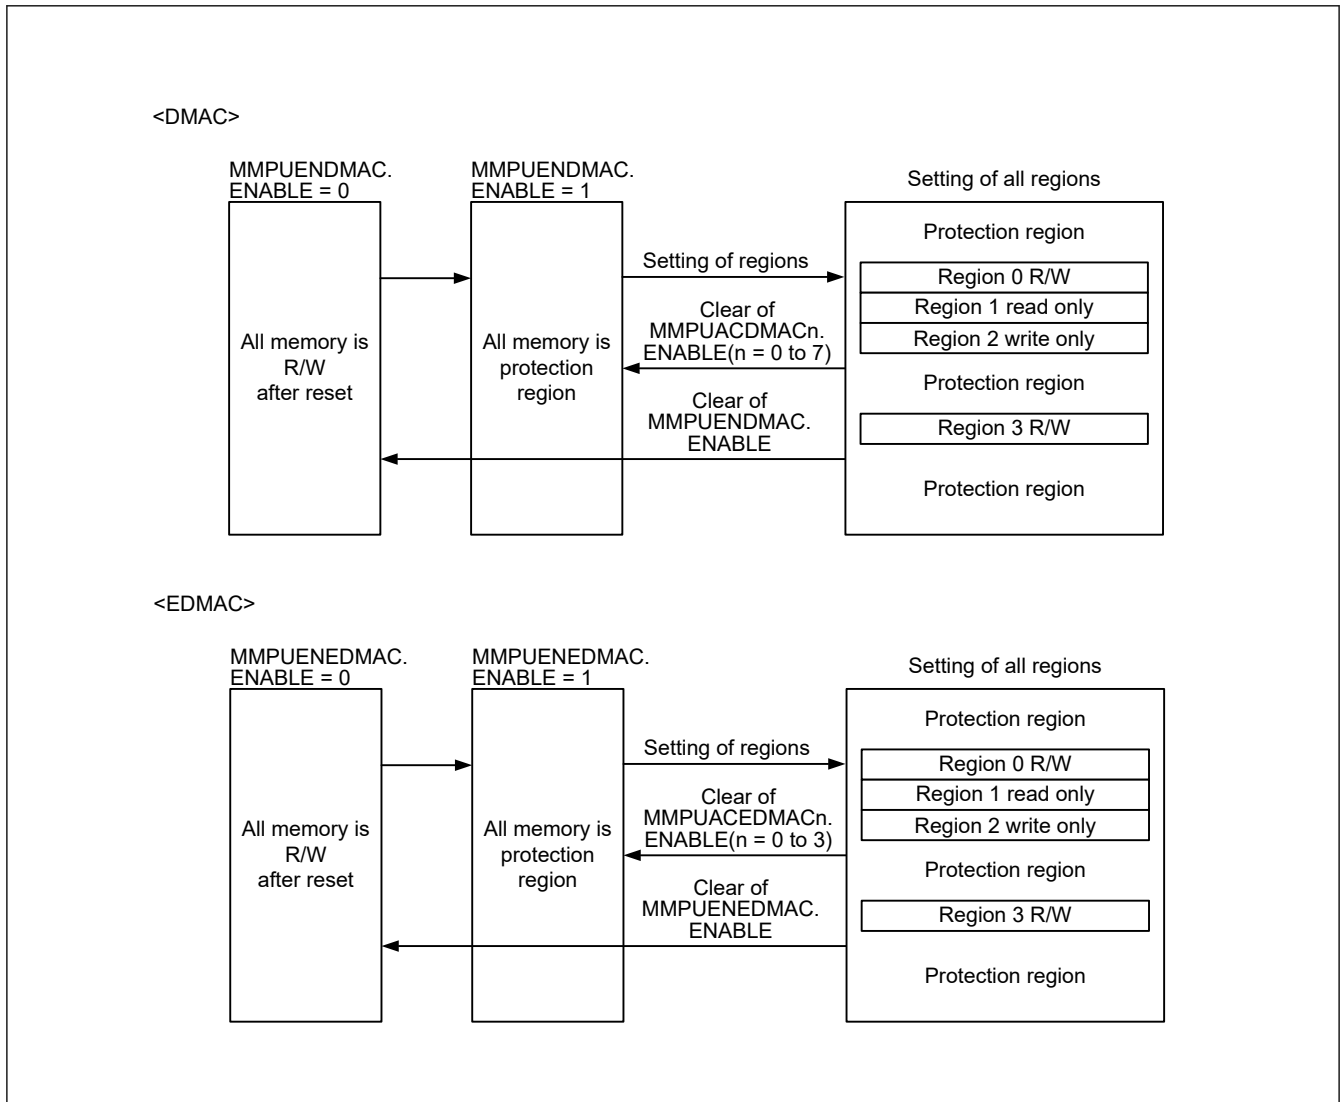 <DMAC>
MMPUENDMAC.
ENABLE = 0
MMPUENDMAC.
ENABLE = 1
Setting of all regions
All memory is
R/W
after reset
All memory is
protection
region
Setting of regions
Clear of
MMPUACDMACn.
ENABLE(n = 0 to 7)
Clear of
MMPUENDMAC.
ENABLE
Protection region
Region 0 R/W
Region 1 read only
Region 2 write only
Protection region
Region 3 R/W
Protection region
<EDMAC>
MMPUENEDMAC.
ENABLE = 0
MMPUENEDMAC.
ENABLE = 1
Setting of all regions
All memory is
R/W
after reset
All memory is
protection
region
Setting of regions
Clear of
MMPUACEDMACn.
ENABLE(n = 0 to 3)
Clear of
MMPUENEDMAC.
ENABLE
Protection region
Region 0 R/W
Region 1 read only
Region 2 write only
Protection region
Region 3 R/W
Protection region